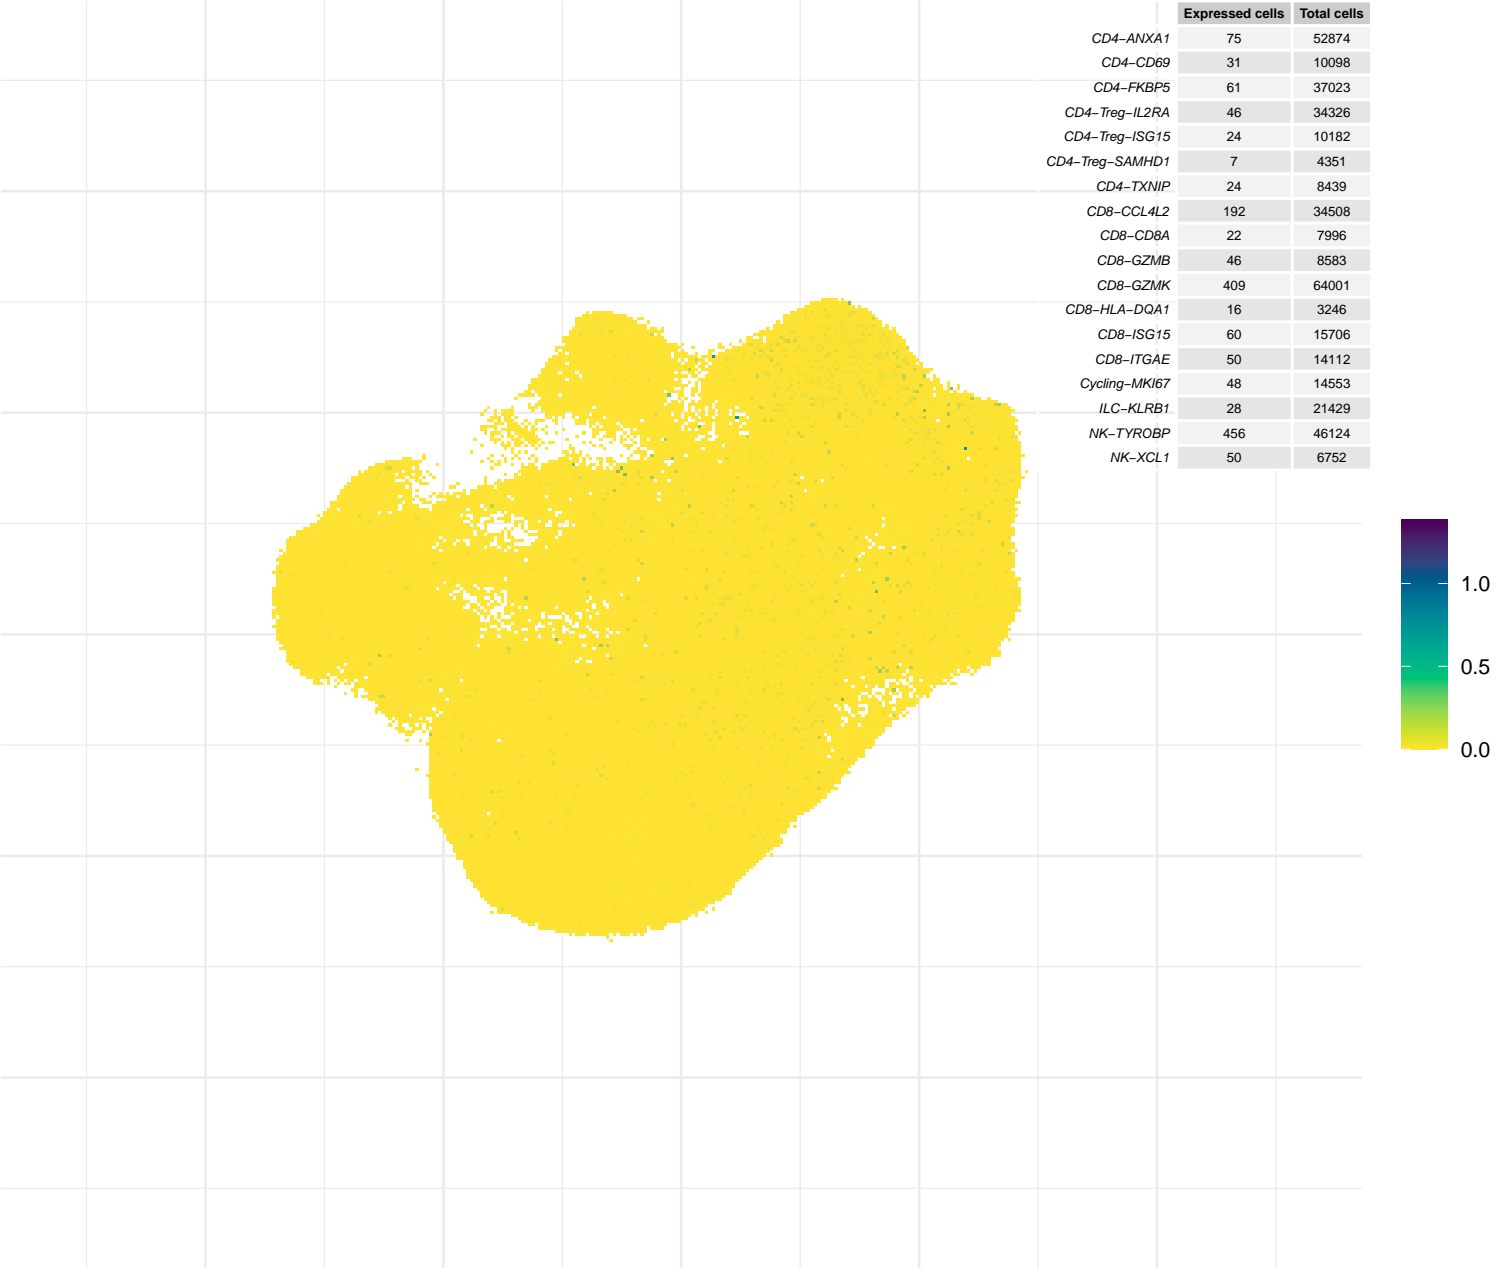 Expressed cells Total cells
CD4−ANXA1 75 52874
CD4−CD69 31 10098
CD4−FKBP5 61 37023
CD4−Treg−IL2RA 46 34326
CD4−Treg−ISG15 24 10182
CD4−Treg−SAMHD1 7 4351
CD4−TXNIP 24 8439
CD8−CCL4L2 192 34508
CD8−CD8A 22 7996
CD8−GZMB 46 8583
CD8−GZMK 409 64001
CD8−HLA−DQA1 16 3246
CD8−ISG15 60 15706
CD8−ITGAE 50 14112
Cycling−MKI67 48 14553
ILC−KLRB1 28 21429
NK−TYROBP 456 46124
NK−XCL1 50 6752
1.0
0.5
0.0